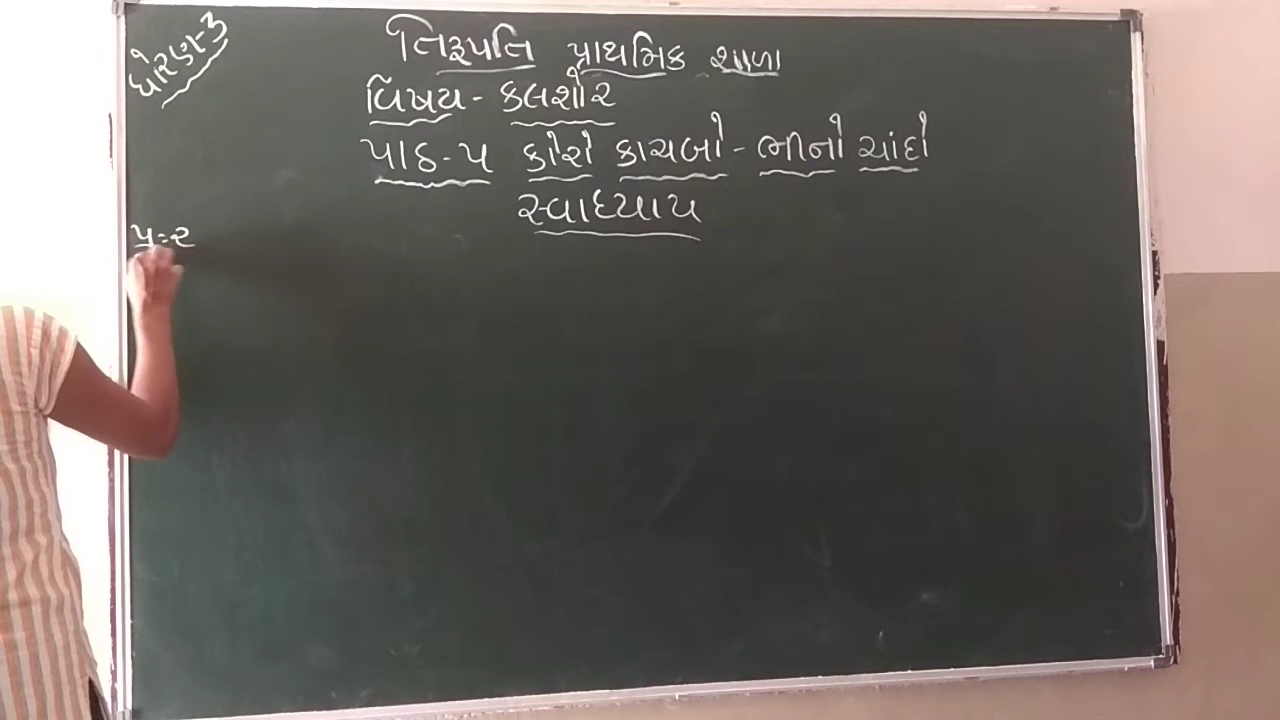 ધોરણ-૩
તિરૂપતિ પ્રાથમિક શાળા
વિષય - કલશોર
પાઠ-૫ કોરો કાચબો - ભીનો ચાંદો
સ્વાધ્યાય
પ્ર:-૨